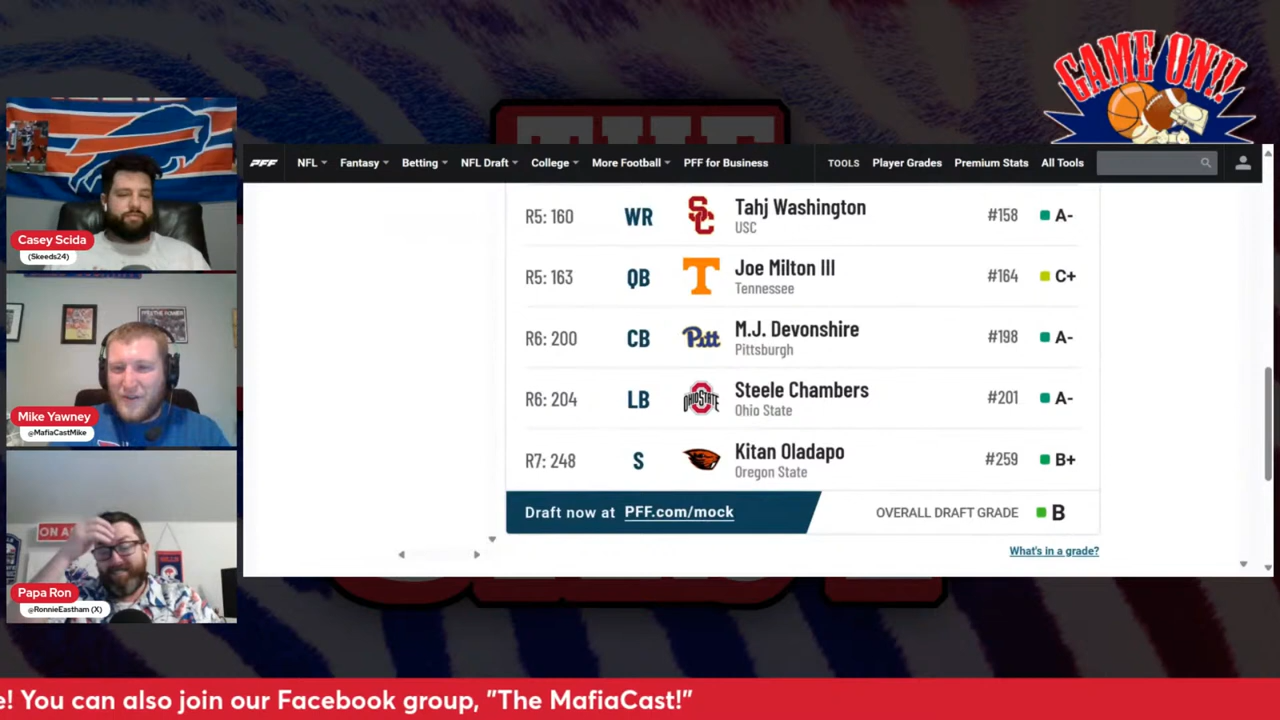 GAME ON!!
THE
PFF
NFL
Fantasy
Betting
NFL Draft
College
More Football
PFF for Business
TOOLS
Player Grades
Premium Stats
All Tools
R5: 160 WR SC Tahj Washington #158 A-
USC
R5: 163 QB T Joe Milton III #164 C+
Tennessee
R6: 200 CB Pitt M.J. Devonshire #198 A-
Pittsburgh
R6: 204 LB OHIO STATE Steele Chambers #201 A-
Ohio State
R7: 248 S Kitan Oladapo #259 B+
Oregon State
Draft now at PFF.com/mock
OVERALL DRAFT GRADE B
What's in a grade?
Casey Scida
(Skeeds24)
Mike Yawney
@MafiaCastMike
ON A
Papa Ron
@RonnieEastham (X)
e! You can also join our Facebook group, "The MafiaCast!"